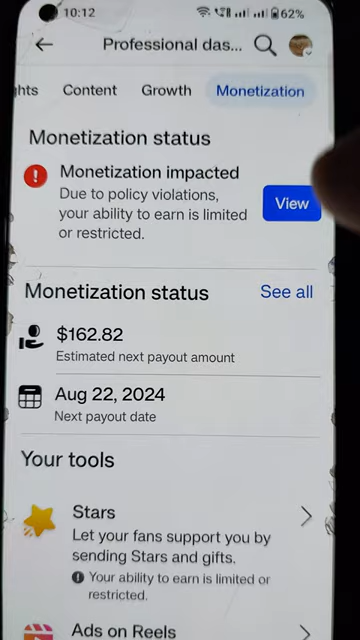 10:12 62%
Professional das...
hts Content Growth Monetization
Monetization status
Monetization impacted
Due to policy violations,
your ability to earn is limited
or restricted.
View
Monetization status See all
$162.82
Estimated next payout amount
Aug 22, 2024
Next payout date
Your tools
Stars
Let your fans support you by
sending Stars and gifts.
Your ability to earn is limited or
restricted.
Ads on Reels